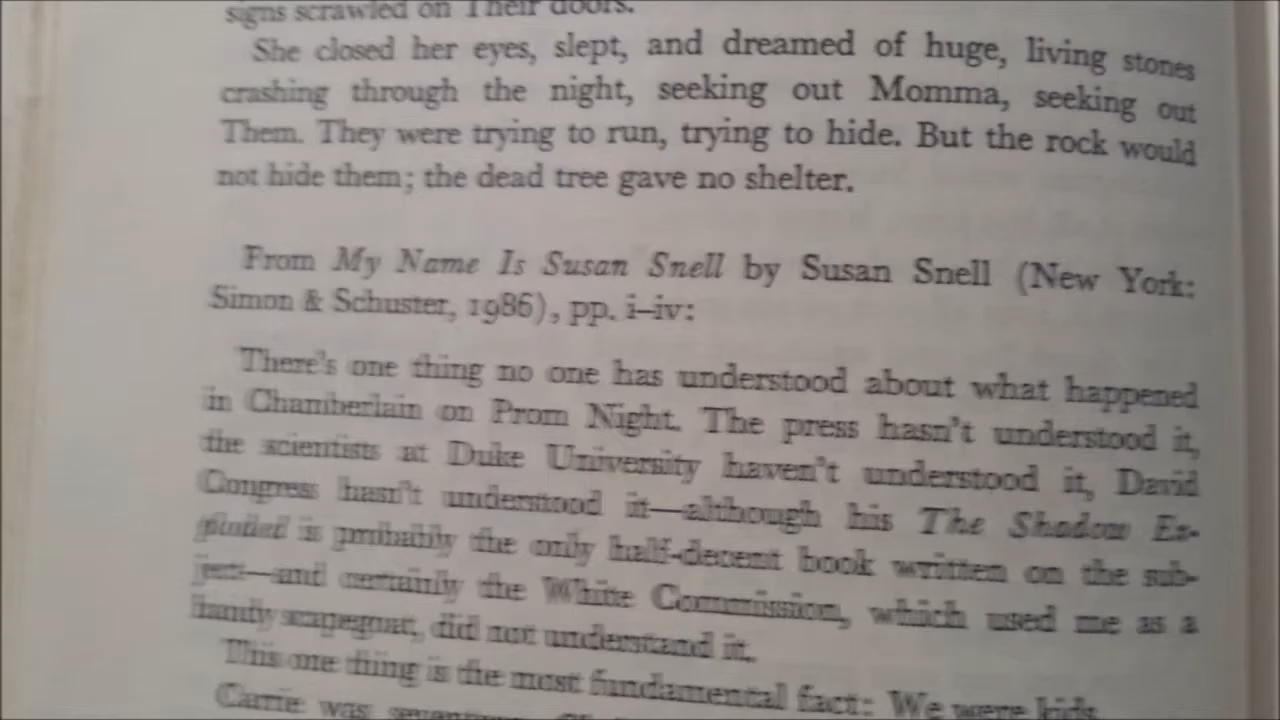 signs scrawled on Their doors.
She closed her eyes, slept, and dreamed of huge, living stones
crashing through the night, seeking out Momma, seeking out
Them. They were trying to run, trying to hide. But the rock would
not hide them; the dead tree gave no shelter.
From My Name Is Susan Snell by Susan Snell (New York:
Simon & Schuster, 1986), pp. i–iv:
There's one thing no one has understood about what happened
in Chamberlain on Prom Night. The press hasn't understood it,
the scientists at Duke University haven't understood it, David
Congress hasn't understood it—although his The Shadow Ex-
ploded is probably the only half-decent book written on the sub-
ject—and certainly the White Commission, which used me as a
handy scapegoat, did not understand it.
This one thing is the most fundamental fact: We were kids.
Carrie was seventeen,